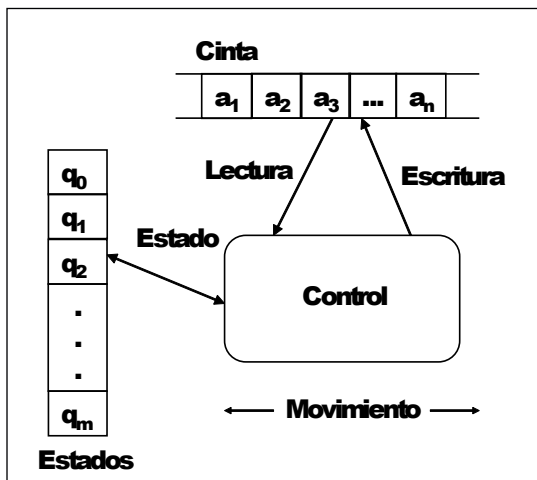 Cinta
a₁ a₂ a₃ ... aₙ
Lectura
Escritura
q₀
q₁
q₂
.
.
.
qₘ
Estados
Estado
Control
Movimiento